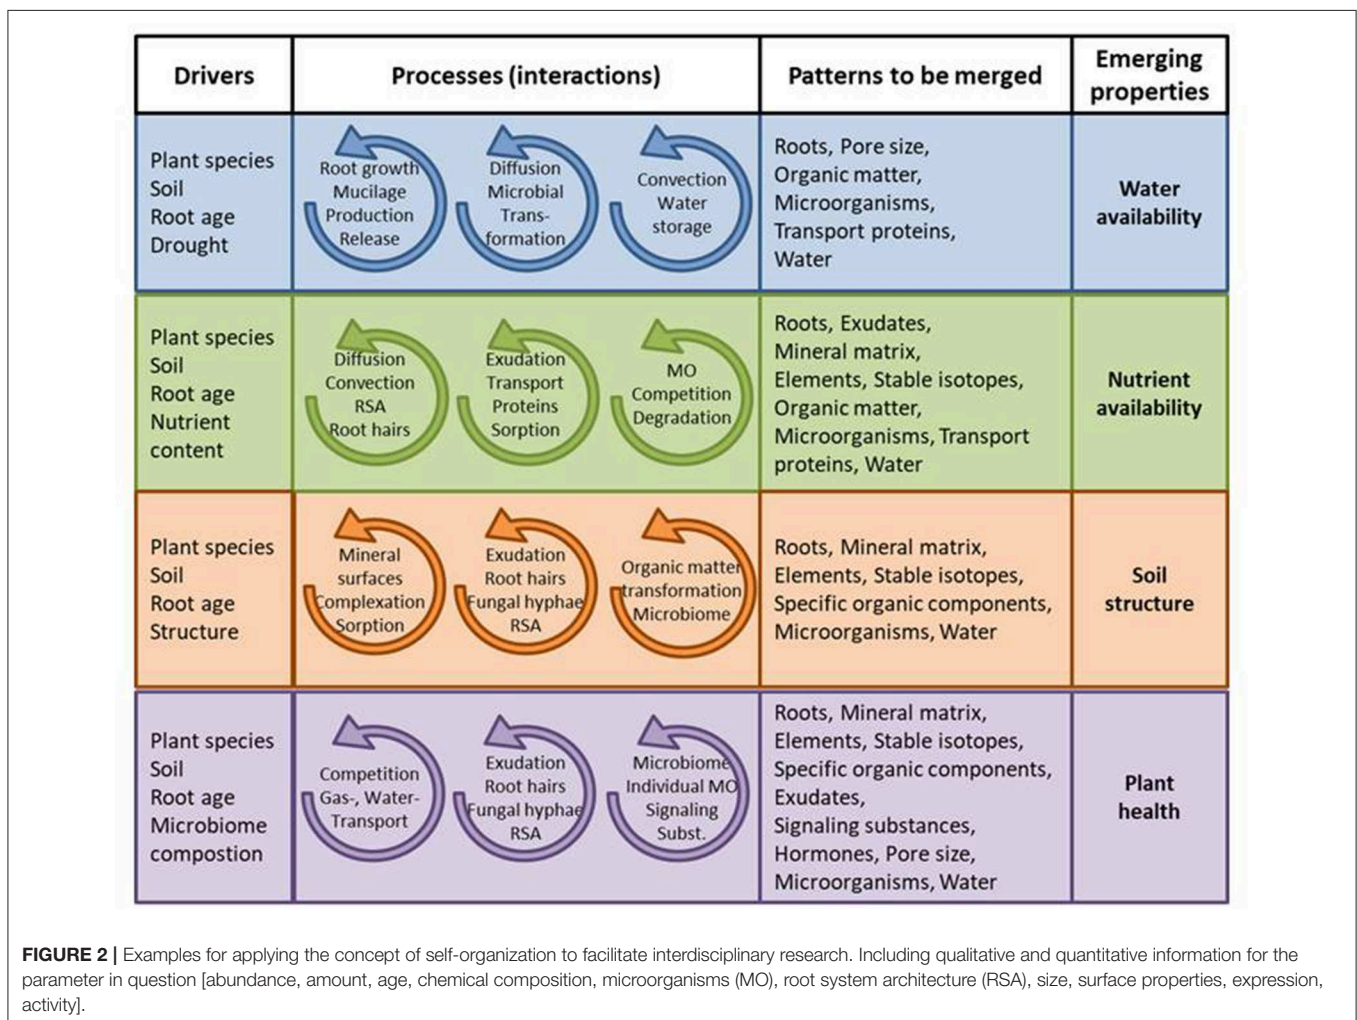 Drivers
Processes (interactions)
Patterns to be merged
Emerging
properties
Plant species
Soil
Root age
Drought
Root growth
Mucilage
Production
Release
Diffusion
Microbial
Trans-
formation
Convection
Water
storage
Roots, Pore size,
Organic matter,
Microorganisms,
Transport proteins,
Water
Water
availability
Plant species
Soil
Root age
Nutrient
content
Diffusion
Convection
RSA
Root hairs
Exudation
Transport
Proteins
Sorption
MO
Competition
Degradation
Roots, Exudates,
Mineral matrix,
Elements, Stable isotopes,
Organic matter,
Microorganisms, Transport
proteins, Water
Nutrient
availability
Plant species
Soil
Root age
Structure
Mineral
surfaces
Complexation
Sorption
Exudation
Root hairs
Fungal hyphae
RSA
Organic matter
transformation
Microbiome
Roots, Mineral matrix,
Elements, Stable isotopes,
Specific organic components,
Microorganisms, Water
Soil
structure
Plant species
Soil
Root age
Microbiome
compostion
Competition
Gas-, Water-
Transport
Exudation
Root hairs
Fungal hyphae
RSA
Microbiome
Individual MO
Signaling
Subst.
Roots, Mineral matrix,
Elements, Stable isotopes,
Specific organic components,
Exudates,
Signaling substances,
Hormones, Pore size,
Microorganisms, Water
Plant
health
FIGURE 2 | Examples for applying the concept of self-organization to facilitate interdisciplinary research. Including qualitative and quantitative information for the
parameter in question [abundance, amount, age, chemical composition, microorganisms (MO), root system architecture (RSA), size, surface properties, expression,
activity].